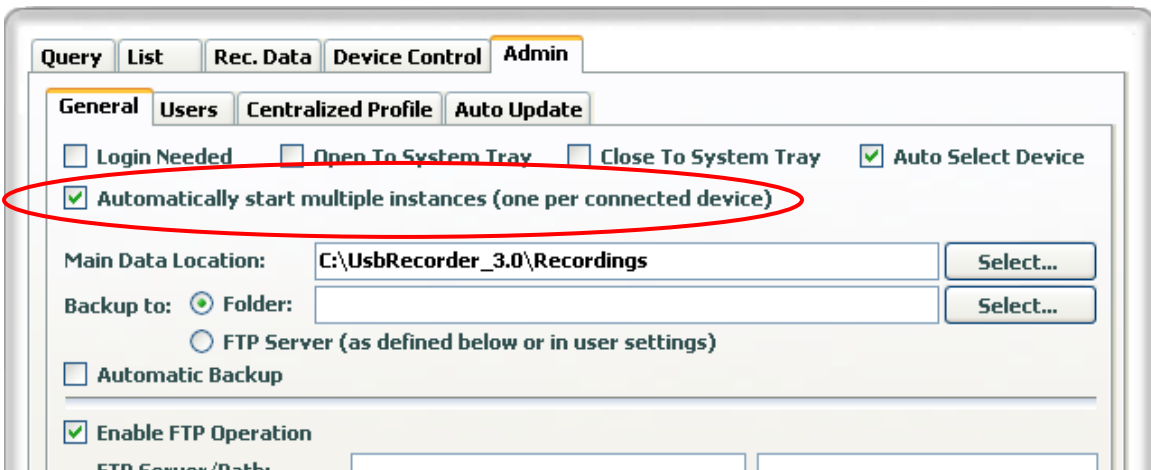 Query List Rec. Data Device Control Admin
General Users Centralized Profile Auto Update
Login Needed Open To System Tray Close To System Tray Auto Select Device
Automatically start multiple instances (one per connected device)
Main Data Location: C:\UsbRecorder_3.0\Recordings Select...
Backup to: Folder: Select...
FTP Server (as defined below or in user settings)
Automatic Backup
Enable FTP Operation
FTP Server/Path: